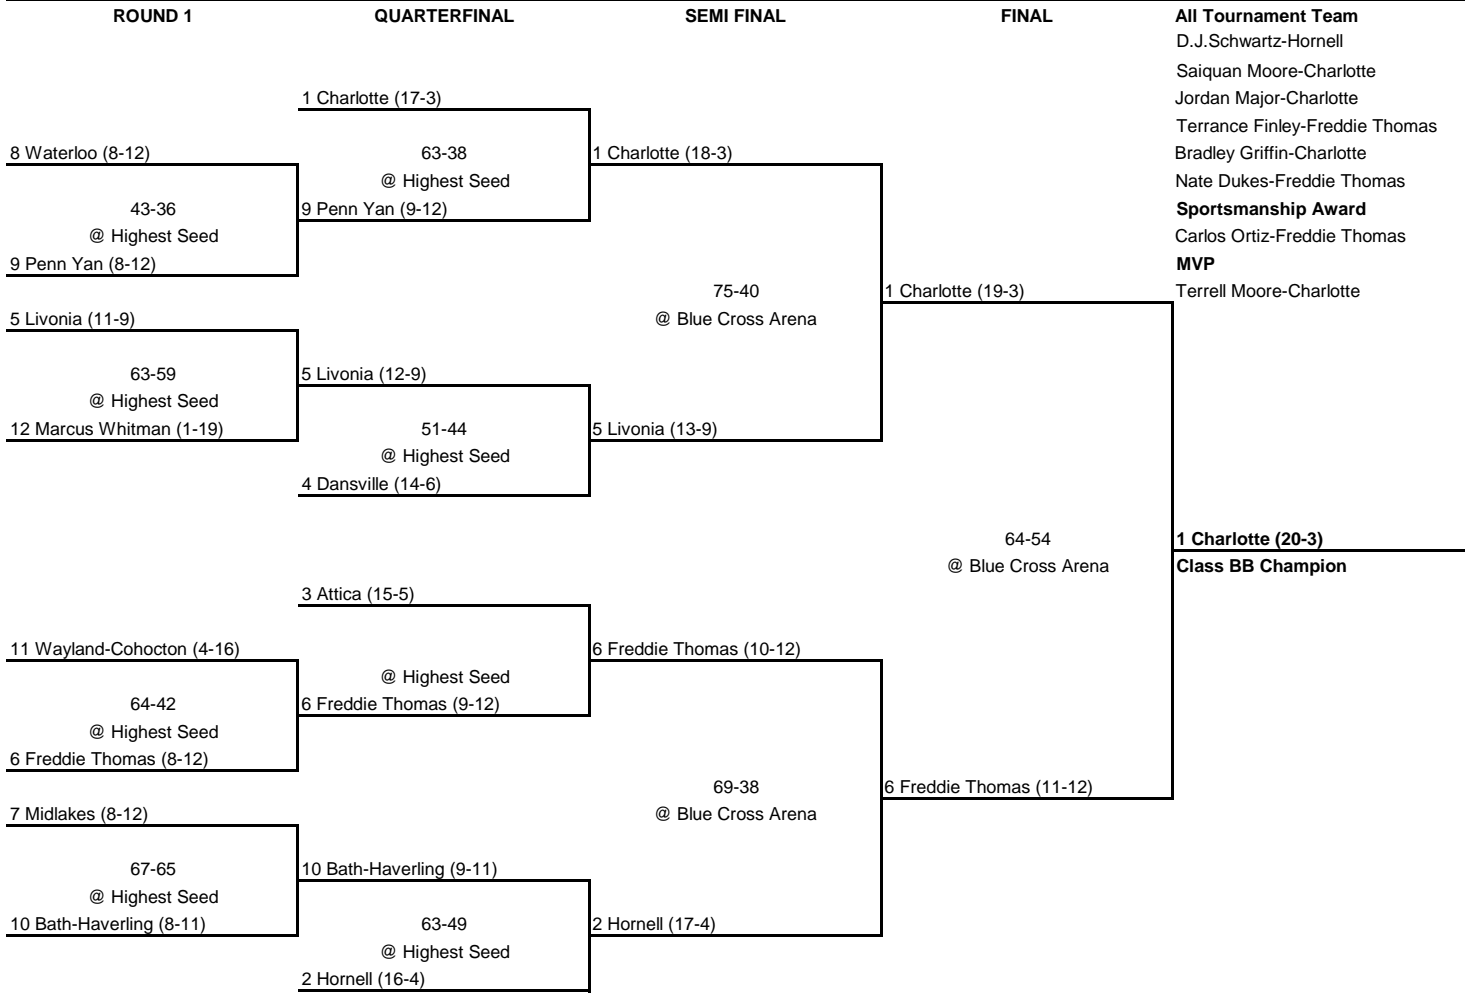 ROUND 1 QUARTERFINAL SEMI FINAL FINAL All Tournament Team
D.J.Schwartz-Hornell
Saiquan Moore-Charlotte
1 Charlotte (17-3) Jordan Major-Charlotte
Terrance Finley-Freddie Thomas
8 Waterloo (8-12) 63-38 1 Charlotte (18-3) Bradley Griffin-Charlotte
@ Highest Seed Nate Dukes-Freddie Thomas
43-36 9 Penn Yan (9-12) Sportsmanship Award
@ Highest Seed Carlos Ortiz-Freddie Thomas
9 Penn Yan (8-12) MVP
75-40 1 Charlotte (19-3) Terrell Moore-Charlotte
5 Livonia (11-9) @ Blue Cross Arena
63-59 5 Livonia (12-9)
@ Highest Seed
12 Marcus Whitman (1-19) 51-44 5 Livonia (13-9)
@ Highest Seed
4 Dansville (14-6)
64-54 1 Charlotte (20-3)
@ Blue Cross Arena Class BB Champion
3 Attica (15-5)
11 Wayland-Cohocton (4-16) 6 Freddie Thomas (10-12)
@ Highest Seed
64-42 6 Freddie Thomas (9-12)
@ Highest Seed
6 Freddie Thomas (8-12)
69-38 6 Freddie Thomas (11-12)
7 Midlakes (8-12) @ Blue Cross Arena
67-65 10 Bath-Haverling (9-11)
@ Highest Seed
10 Bath-Haverling (8-11) 63-49 2 Hornell (17-4)
@ Highest Seed
2 Hornell (16-4)